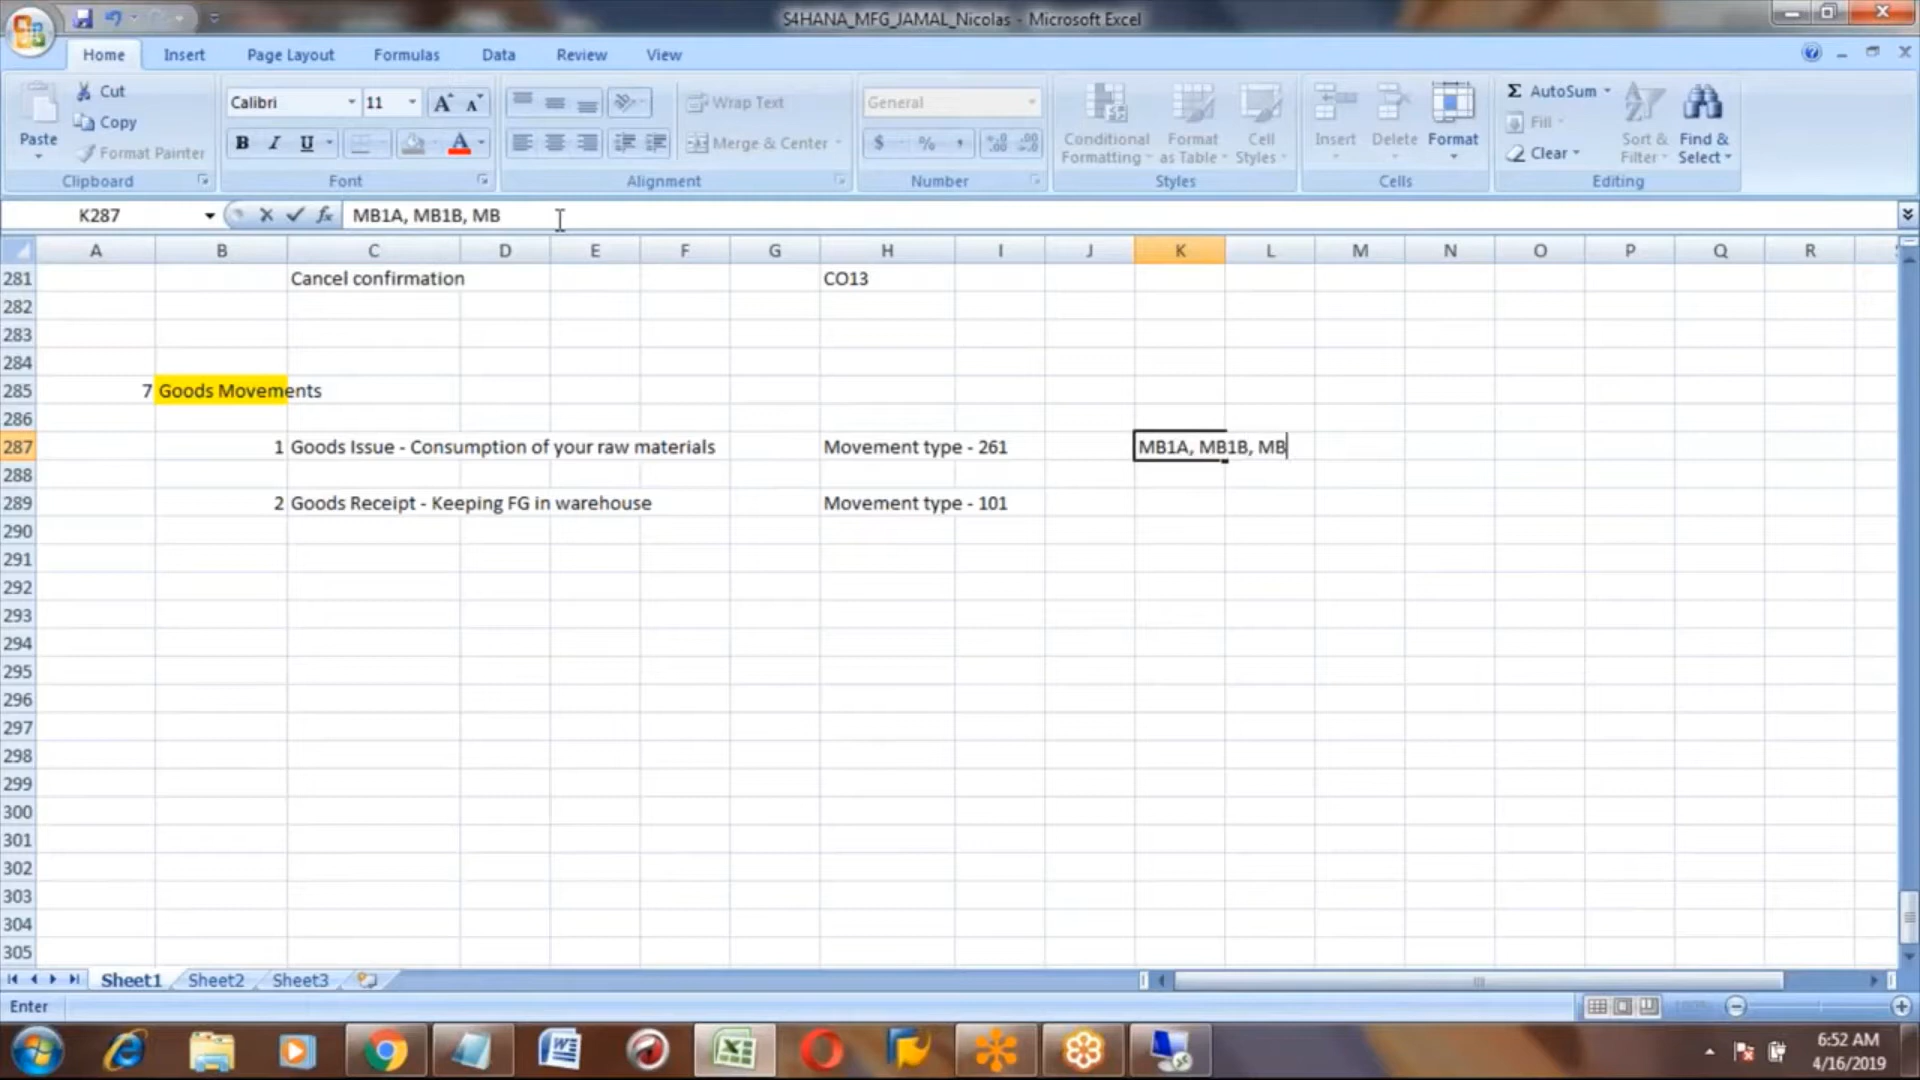 S4HANA_MFG_JAMAL_Nicolas - Microsoft Excel
Home Insert Page Layout Formulas Data Review View
Paste Cut Copy Format Painter Clipboard
Calibri 11 A A B I U A Font
Wrap Text Merge & Center Alignment
General $ % , Number
Conditional Formatting Format as Table Cell Styles Styles
Insert Delete Format Cells
Σ AutoSum Fill Clear Sort & Filter Find & Select Editing
K287 fx MB1A, MB1B, MB
A B C D E F G H I J K L M N O P Q R
281 Cancel confirmation CO13
282
283
284
285 7 Goods Movements
286
287 1 Goods Issue - Consumption of your raw materials Movement type - 261 MB1A, MB1B, MB
288
289 2 Goods Receipt - Keeping FG in warehouse Movement type - 101
290
291
292
293
294
295
296
297
298
299
300
301
302
303
304
305
Sheet1 Sheet2 Sheet3
Enter
6:52 AM
4/16/2019